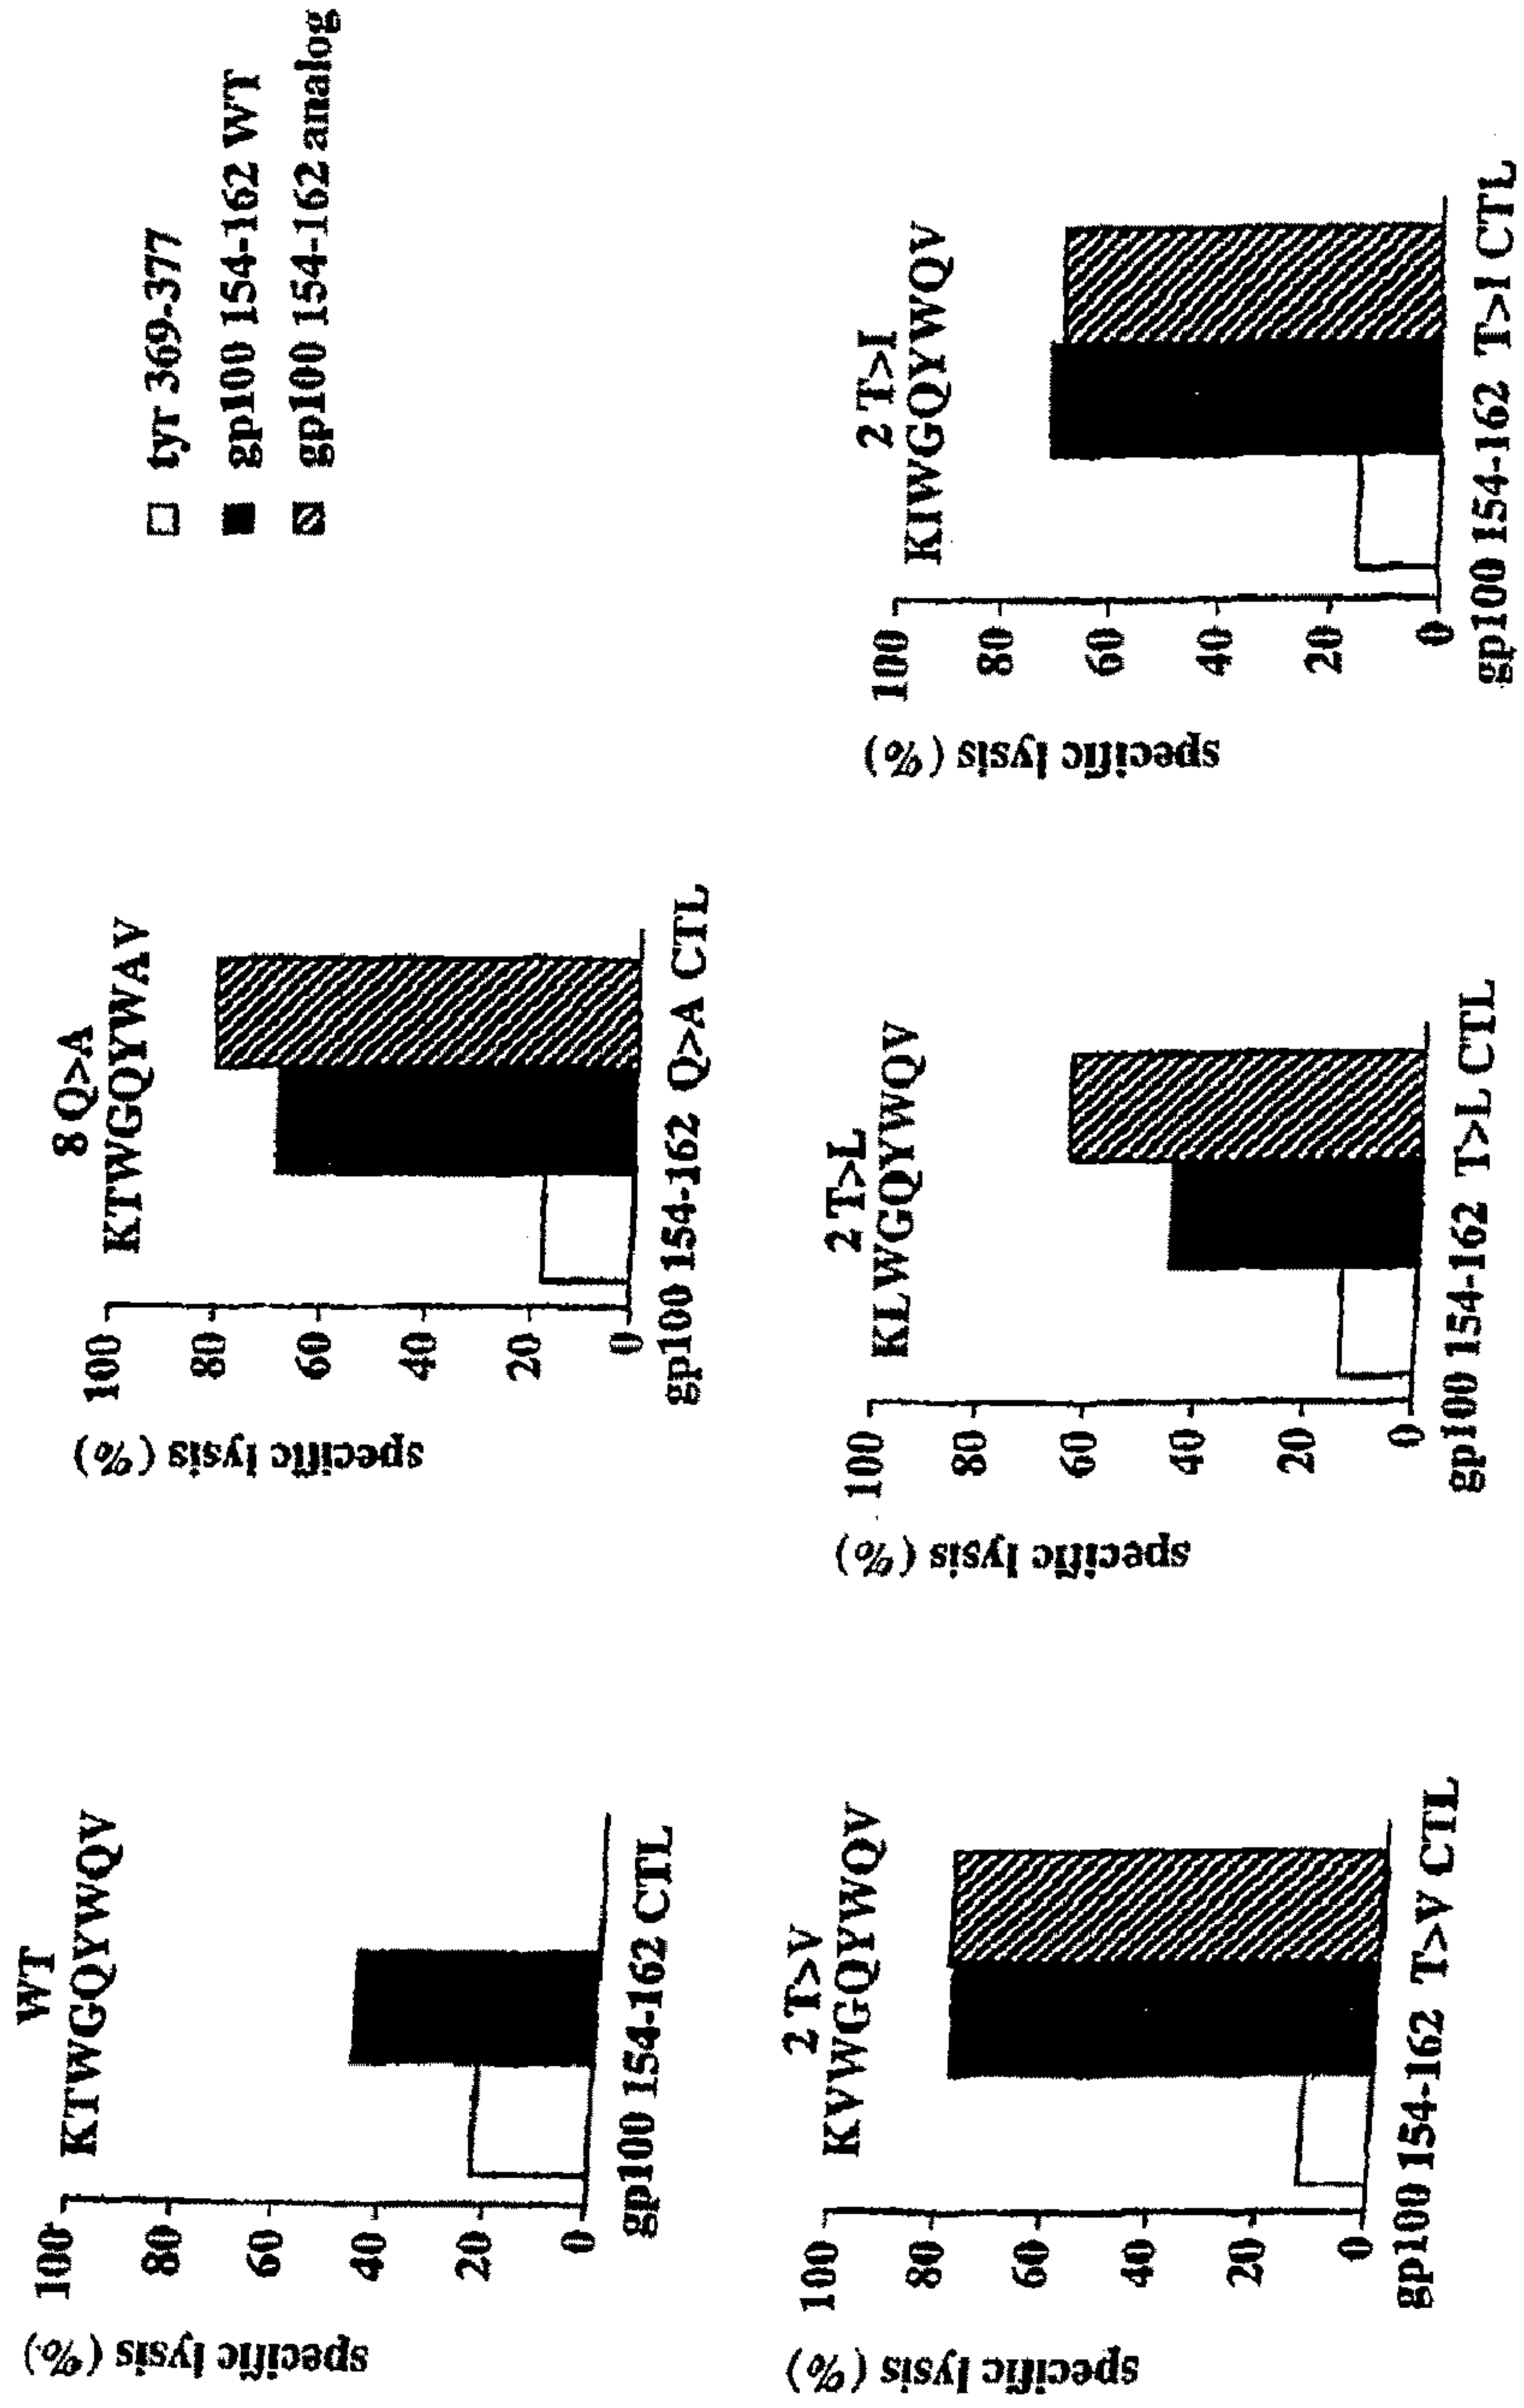 WT
KTWGQYWQV
specific lysis (%)
100
80
60
40
20
0
gp100 154-162 CTL
8 Q>A
KTWGQYWAV
specific lysis (%)
100
80
60
40
20
0
gp100 154-162 Q>A CTL
tyr 369-377
gp100 154-162 WT
gp100 154-162 analog
2 T>V
KVWGQYWQV
specific lysis (%)
100
80
60
40
20
0
gp100 154-162 T>V CTL
2 T>L
KLWGQYWQV
specific lysis (%)
100
80
60
40
20
0
gp100 154-162 T>L CTL
2 T>I
KIWGQYWQV
specific lysis (%)
100
80
60
40
20
0
gp100 154-162 T>I CTL